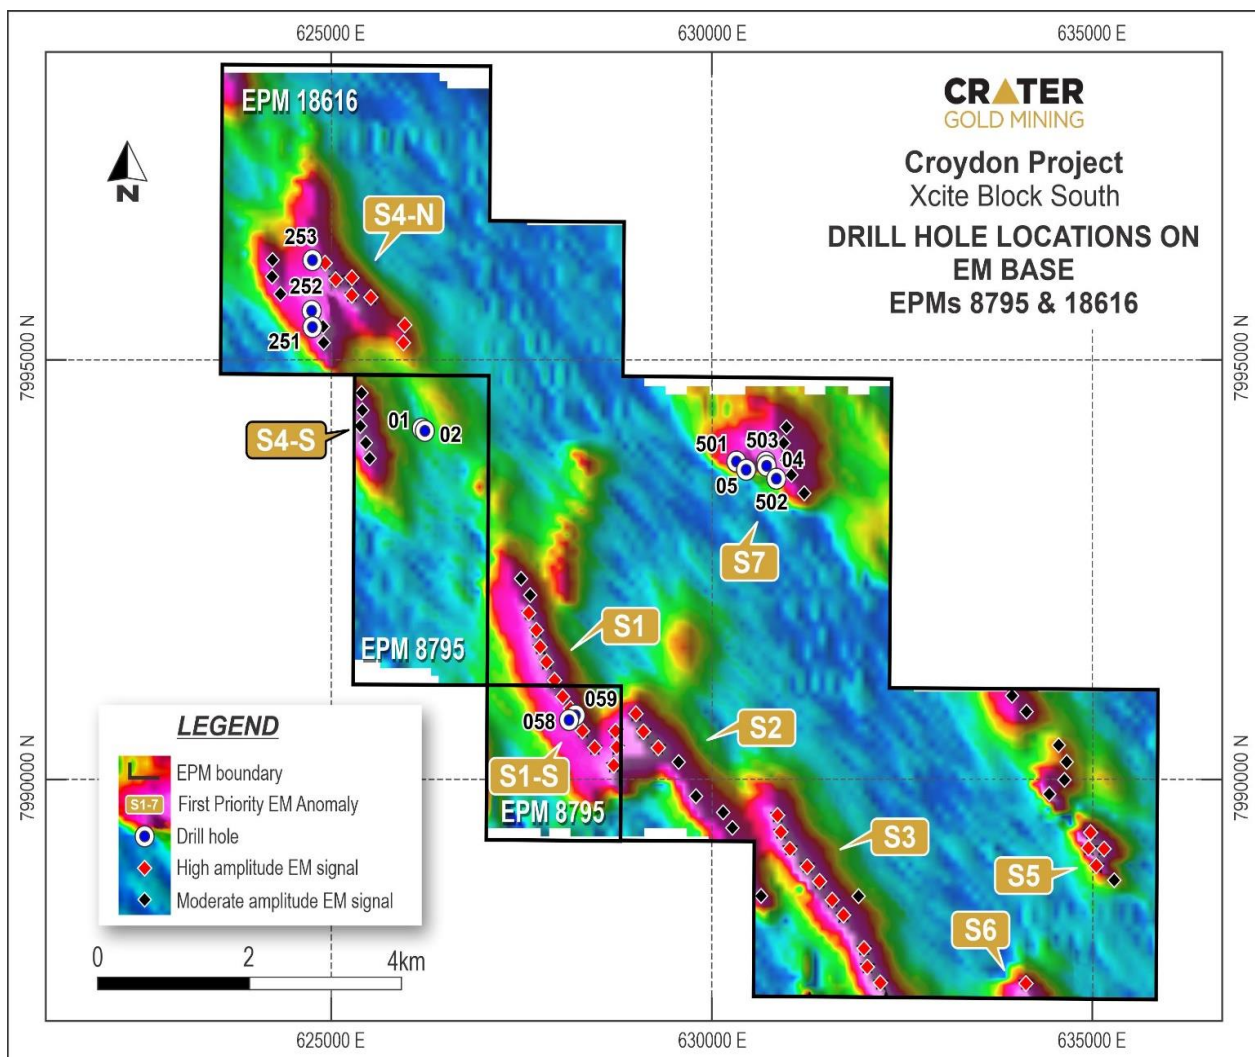 625000 E
630000 E
635000 E
EPM 18616
CRATER
GOLD MINING
Croydon Project
Xcite Block South
DRILL HOLE LOCATIONS ON
EM BASE
EPMs 8795 & 18616
N
S4-N
253
252
251
7995000 N
7995000 N
S4-S
01
02
501
503
04
05
502
S7
S1
EPM 8795
059
058
S2
S1-S
EPM 8795
7990000 N
7990000 N
S3
S5
S6
LEGEND
EPM boundary
S1-7
First Priority EM Anomaly
Drill hole
High amplitude EM signal
Moderate amplitude EM signal
0
2
4km
625000 E
630000 E
635000 E